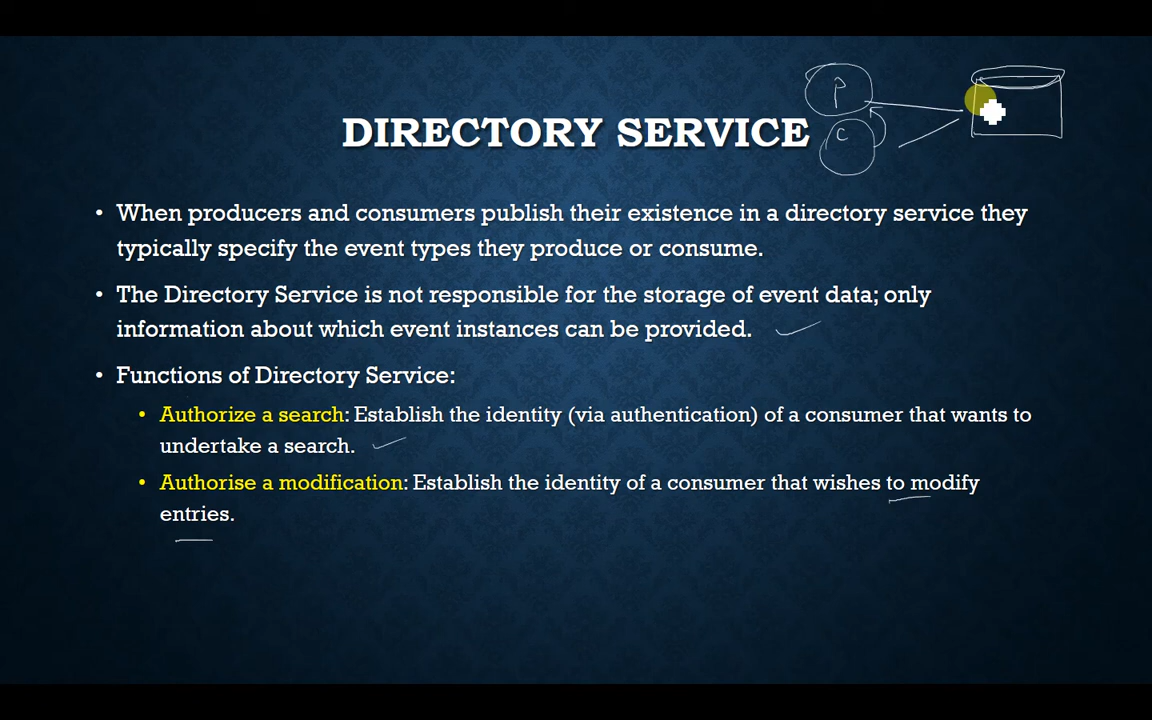 P
DIRECTORY SERVICE
C
• When producers and consumers publish their existence in a directory service they
typically specify the event types they produce or consume.
• The Directory Service is not responsible for the storage of event data; only
information about which event instances can be provided.
• Functions of Directory Service:
• Authorize a search: Establish the identity (via authentication) of a consumer that wants to
undertake a search.
• Authorise a modification: Establish the identity of a consumer that wishes to modify
entries.